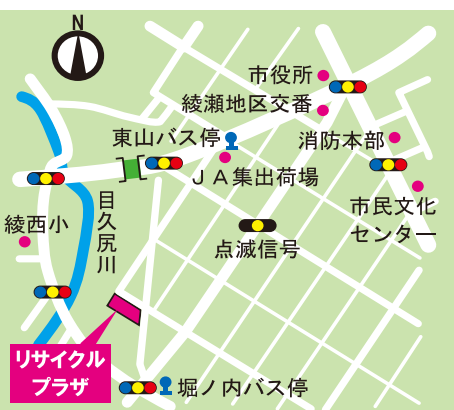 N
市役所
綾瀬地区交番
東山バス停
消防本部
JA集出荷場
目久尻川
市民文化
センター
綾西小
点滅信号
リサイクル
プラザ
堀ノ内バス停